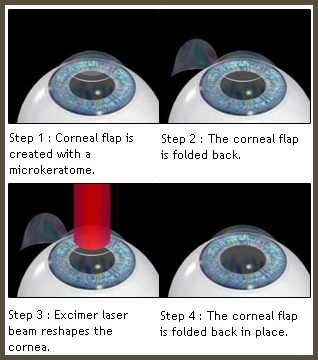 Step 1 : Corneal flap is
created with a
microkeratome.
Step 2 : The corneal flap
is folded back.
Step 3 : Excimer laser
beam reshapes the
cornea.
Step 4 : The corneal flap
is folded back in place.